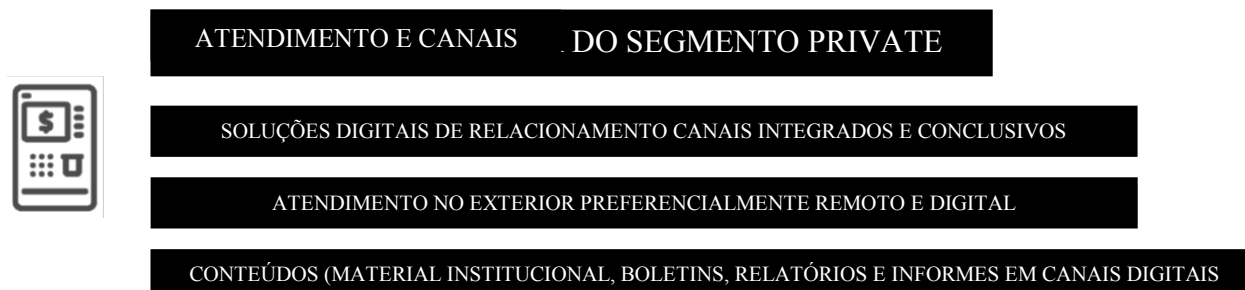 ATENDIMENTO E CANAIS . DO SEGMENTO PRIVATE
$
SOLUÇÕES DIGITAIS DE RELACIONAMENTO CANAIS INTEGRADOS E CONCLUSIVOS
ATENDIMENTO NO EXTERIOR PREFERENCIALMENTE REMOTO E DIGITAL
CONTEÚDOS (MATERIAL INSTITUCIONAL, BOLETINS, RELATÓRIOS E INFORMES EM CANAIS DIGITAIS